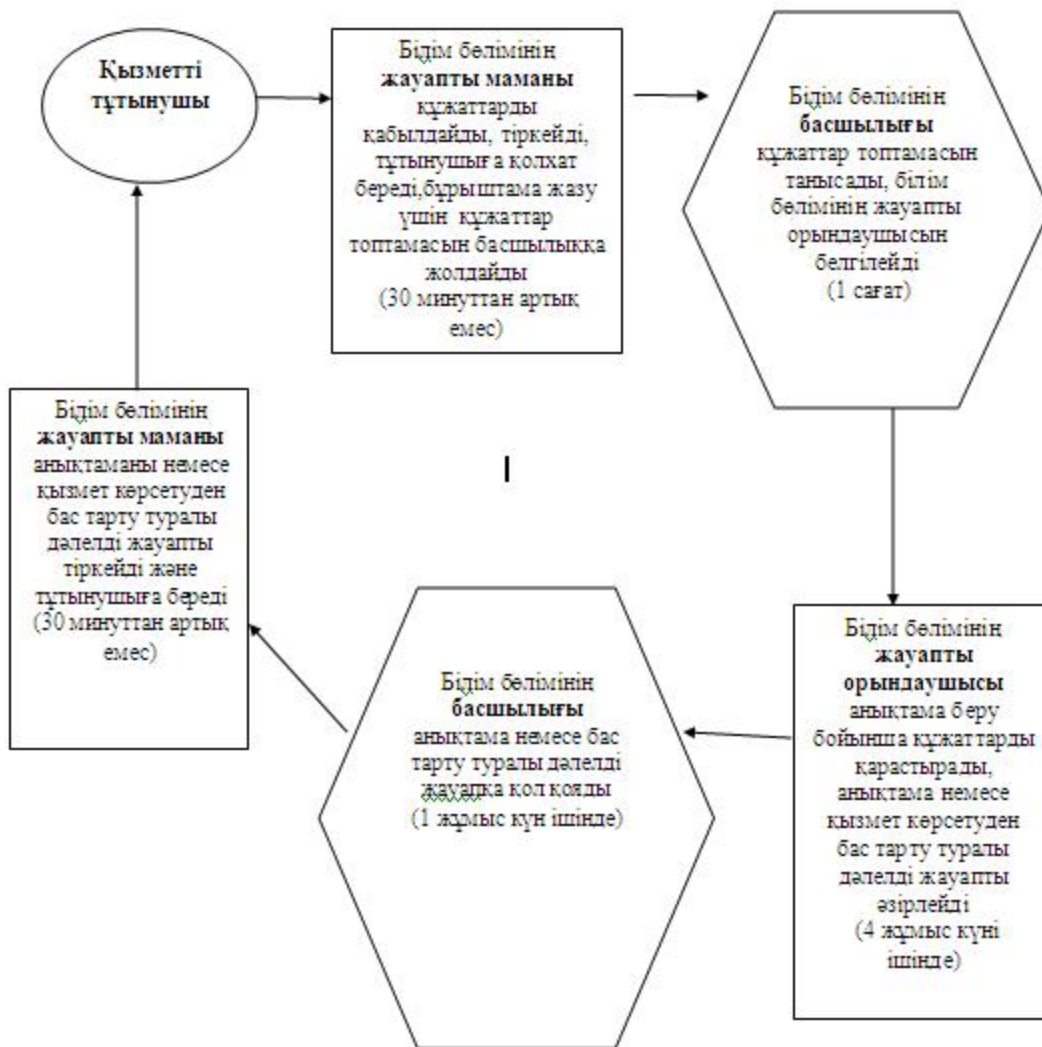 Қызметті
тұтынушы
Білім бөлімінің
жауапты маманы
құжаттарды
қабылдайды, тіркейді,
тұтынушыға қолхат
береді,бұрыштама жазу
үшін құжаттар
топтамасын басшылыққа
жолдайды
(30 минуттан артық
емес)
Білім бөлімінің
басшылығы
құжаттар топтамасын
танысады, білім
бөлімінің жауапты
орындаушысын
белгілейді
(1 сағат)
Білім бөлімінің
жауапты
орындаушысы
анықтама беру
бойынша құжаттарды
қарастырады,
анықтама немесе
қызмет көрсетуден
бас тарту туралы
дәлелді жауапты
әзірлейді
(4 жұмыс күні
ішінде)
Білім бөлімінің
басшылығы
анықтама немесе бас
тарту туралы дәлелді
жауапқа қол қояды
(1 жұмыс күн ішінде)
Білім бөлімінің
жауапты маманы
анықтаманы немесе
қызмет көрсетуден
бас тарту туралы
дәлелді жауапты
тіркейді және
тұтынушыға береді
(30 минуттан артық
емес)